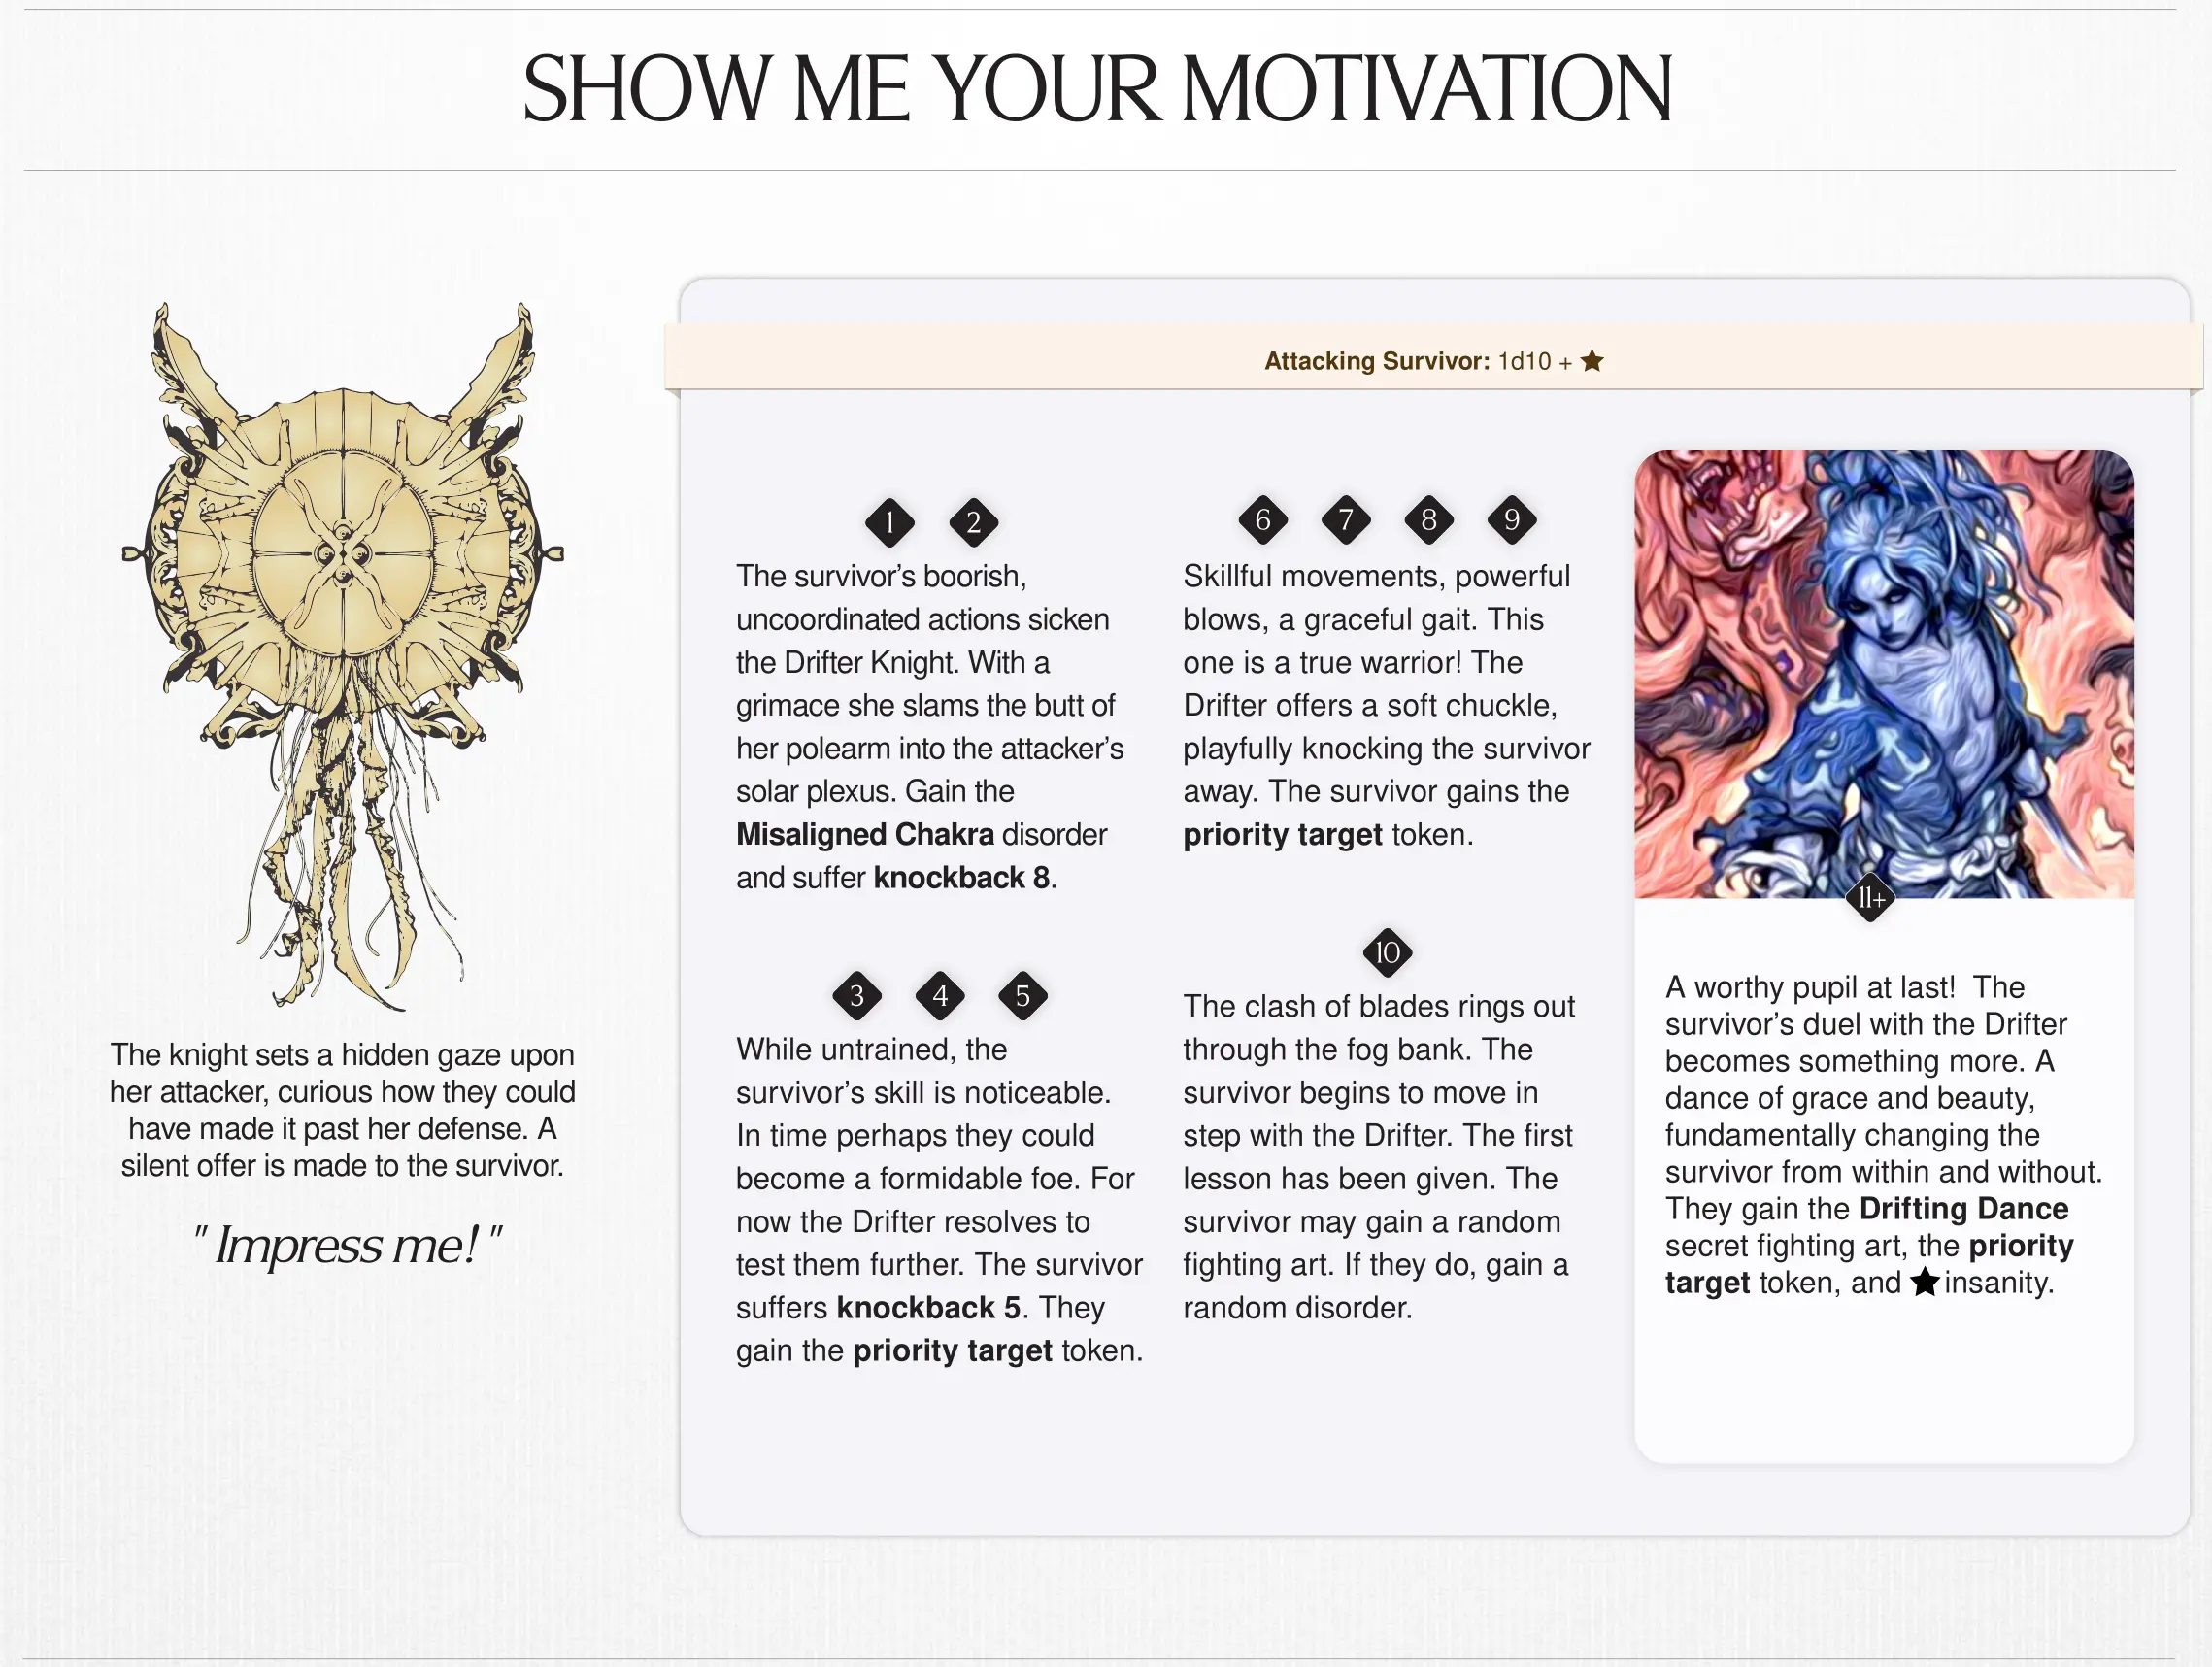 SHOW ME YOUR MOTIVATION
The knight sets a hidden gaze upon
her attacker, curious how they could
have made it past her defense. A
silent offer is made to the survivor.
" Impress me! "
Attacking Survivor: 1d10 + ★
1 2
The survivor’s boorish,
uncoordinated actions sicken
the Drifter Knight. With a
grimace she slams the butt of
her polearm into the attacker’s
solar plexus. Gain the
Misaligned Chakra disorder
and suffer knockback 8.
3 4 5
While untrained, the
survivor’s skill is noticeable.
In time perhaps they could
become a formidable foe. For
now the Drifter resolves to
test them further. The survivor
suffers knockback 5. They
gain the priority target token.
6 7 8 9
Skillful movements, powerful
blows, a graceful gait. This
one is a true warrior! The
Drifter offers a soft chuckle,
playfully knocking the survivor
away. The survivor gains the
priority target token.
10
The clash of blades rings out
through the fog bank. The
survivor begins to move in
step with the Drifter. The first
lesson has been given. The
survivor may gain a random
fighting art. If they do, gain a
random disorder.
11+
A worthy pupil at last!  The
survivor’s duel with the Drifter
becomes something more. A
dance of grace and beauty,
fundamentally changing the
survivor from within and without.
They gain the Drifting Dance
secret fighting art, the priority
target token, and ★ insanity.